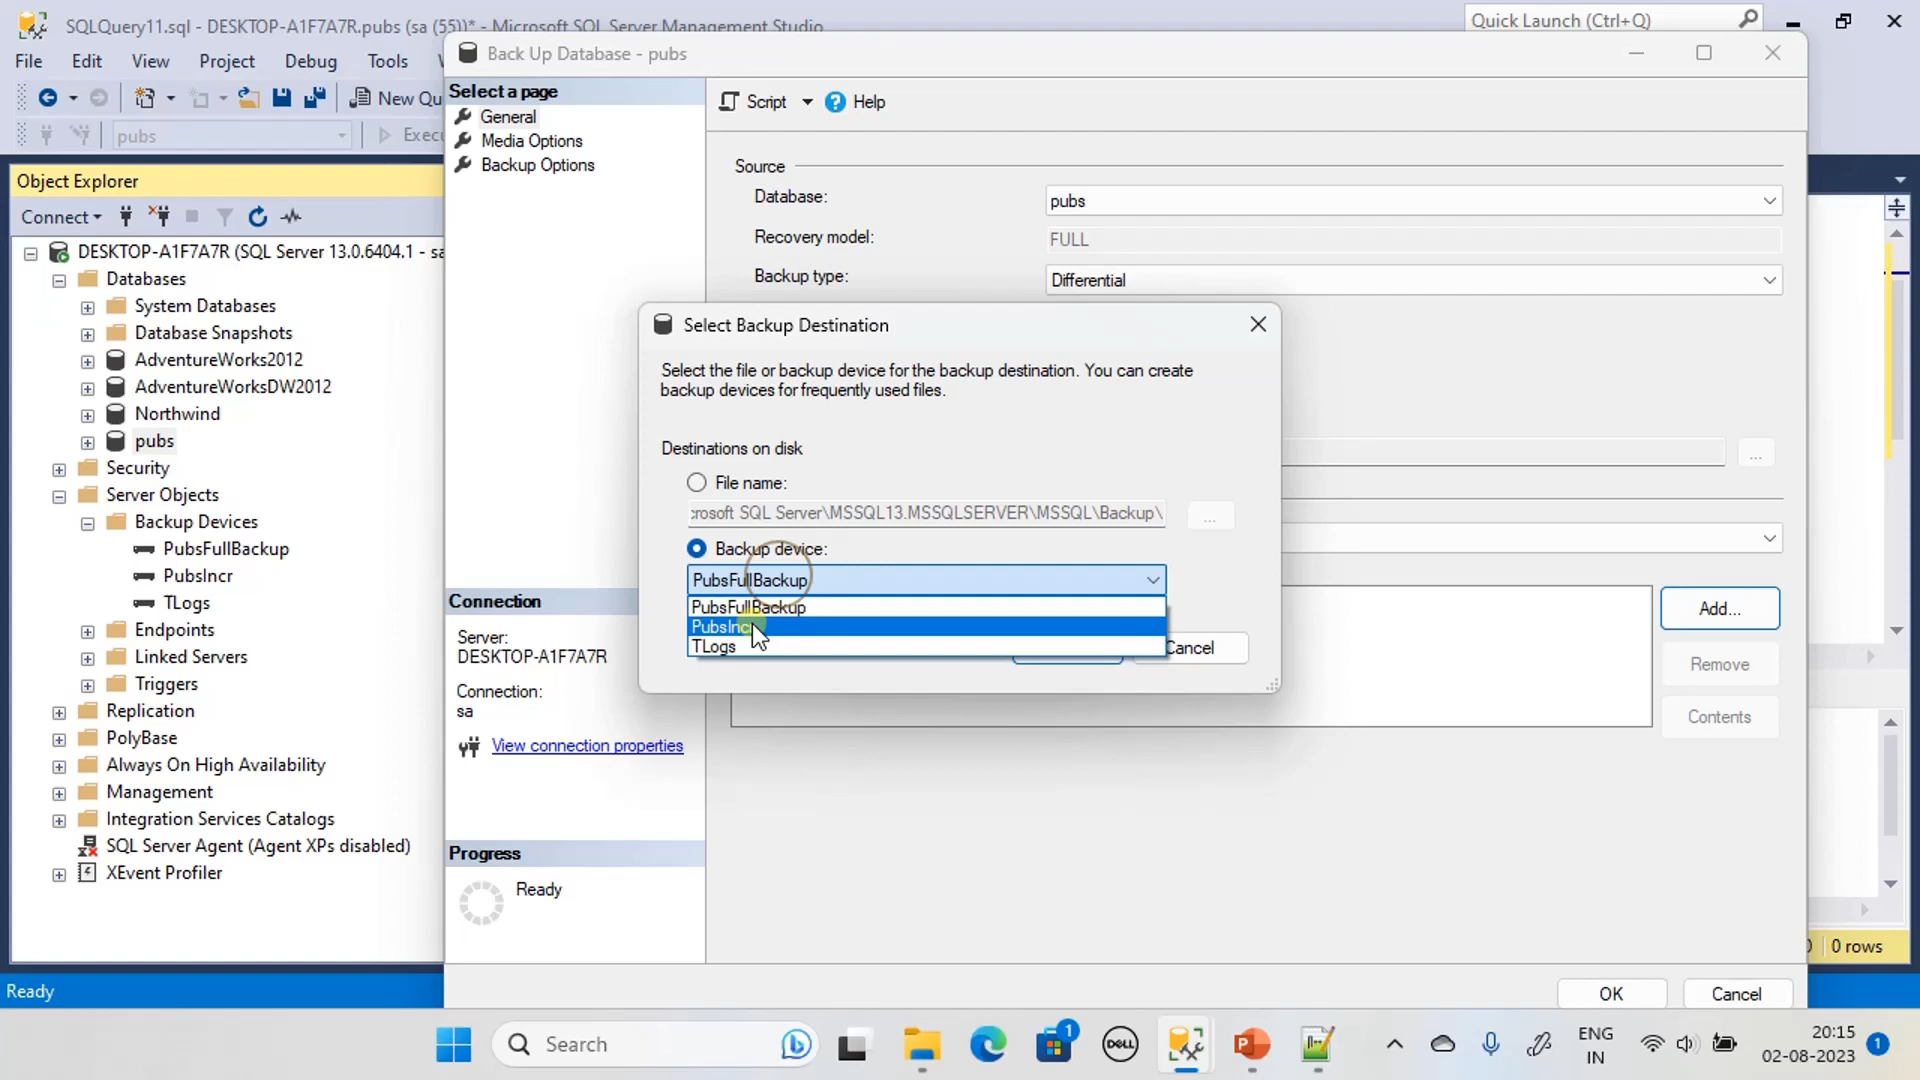 SQLQuery11.sql - DESKTOP-A1F7A7R.pubs (sa (55))* - Microsoft SQL Server Management Studio
Quick Launch (Ctrl+Q)
File Edit View Project Debug Tools
New Qu
pubs
Exec
Object Explorer
Connect
DESKTOP-A1F7A7R (SQL Server 13.0.6404.1 - sa
Databases
System Databases
Database Snapshots
AdventureWorks2012
AdventureWorksDW2012
Northwind
pubs
Security
Server Objects
Backup Devices
PubsFullBackup
PubsIncr
TLogs
Endpoints
Linked Servers
Triggers
Replication
PolyBase
Always On High Availability
Management
Integration Services Catalogs
SQL Server Agent (Agent XPs disabled)
XEvent Profiler
Back Up Database - pubs
Select a page
General
Media Options
Backup Options
Connection
Server:
DESKTOP-A1F7A7R
Connection:
sa
View connection properties
Progress
Ready
Script Help
Source
Database: pubs
Recovery model: FULL
Backup type: Differential
...
Add...
Remove
Contents
OK Cancel
Select Backup Destination
Select the file or backup device for the backup destination. You can create
backup devices for frequently used files.
Destinations on disk
File name:
crosoft SQL Server\MSSQL13.MSSQLSERVER\MSSQL\Backup\ ...
Backup device:
PubsFullBackup
PubsFullBackup
PubsIncr
TLogs
Cancel
0 rows
Ready
Search
1
DELL
ENG
IN
20:15
02-08-2023
1